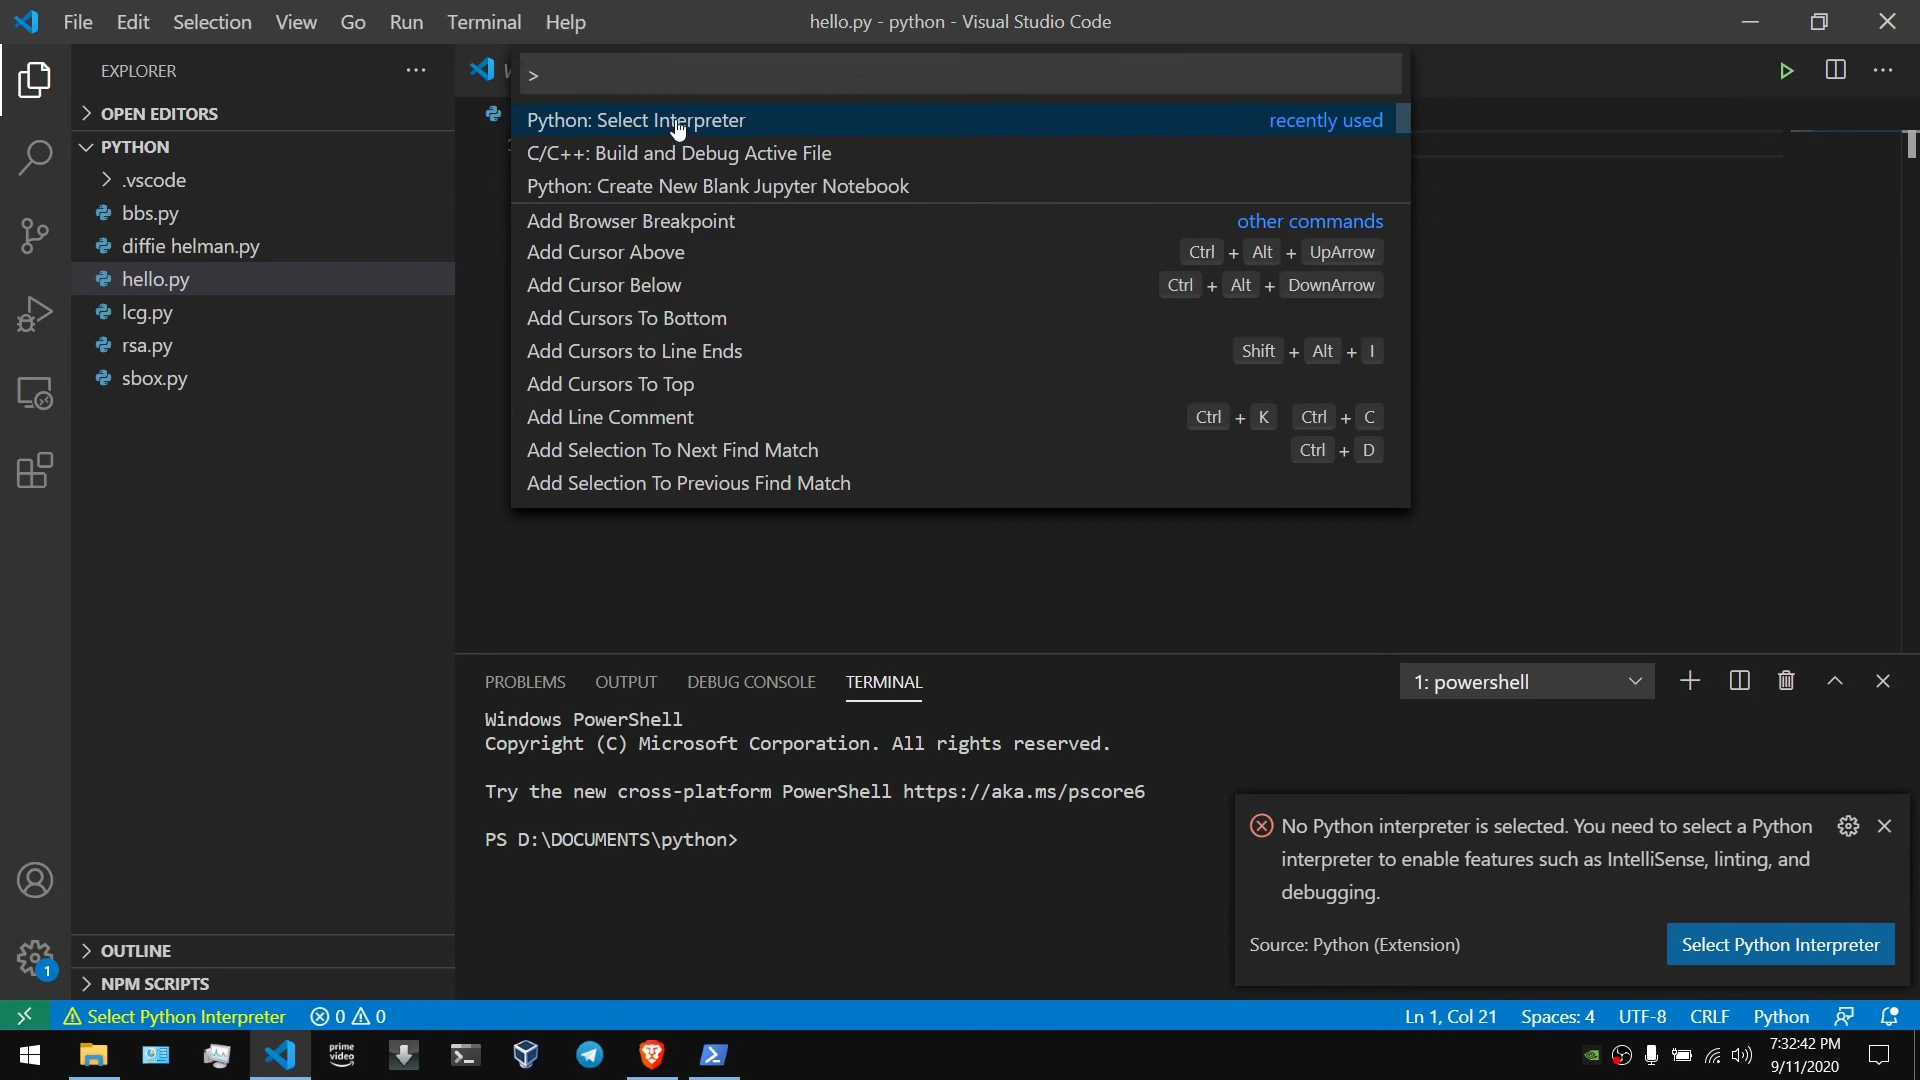 File Edit Selection View Go Run Terminal Help hello.py - python - Visual Studio Code
EXPLORER
>
OPEN EDITORS
PYTHON
.vscode
bbs.py
diffie helman.py
hello.py
lcg.py
rsa.py
sbox.py
OUTLINE
NPM SCRIPTS
1
Python: Select Interpreter recently used
C/C++: Build and Debug Active File
Python: Create New Blank Jupyter Notebook
Add Browser Breakpoint other commands
Add Cursor Above Ctrl + Alt + UpArrow
Add Cursor Below Ctrl + Alt + DownArrow
Add Cursors To Bottom
Add Cursors to Line Ends Shift + Alt + I
Add Cursors To Top
Add Line Comment Ctrl + K Ctrl + C
Add Selection To Next Find Match Ctrl + D
Add Selection To Previous Find Match
PROBLEMS OUTPUT DEBUG CONSOLE TERMINAL 1: powershell
Windows PowerShell
Copyright (C) Microsoft Corporation. All rights reserved.
Try the new cross-platform PowerShell https://aka.ms/pscore6
PS D:\DOCUMENTS\python>
No Python interpreter is selected. You need to select a Python
interpreter to enable features such as IntelliSense, linting, and
debugging.
Source: Python (Extension) Select Python Interpreter
Select Python Interpreter 0 0 Ln 1, Col 21 Spaces: 4 UTF-8 CRLF Python
prime
video
7:32:42 PM
9/11/2020